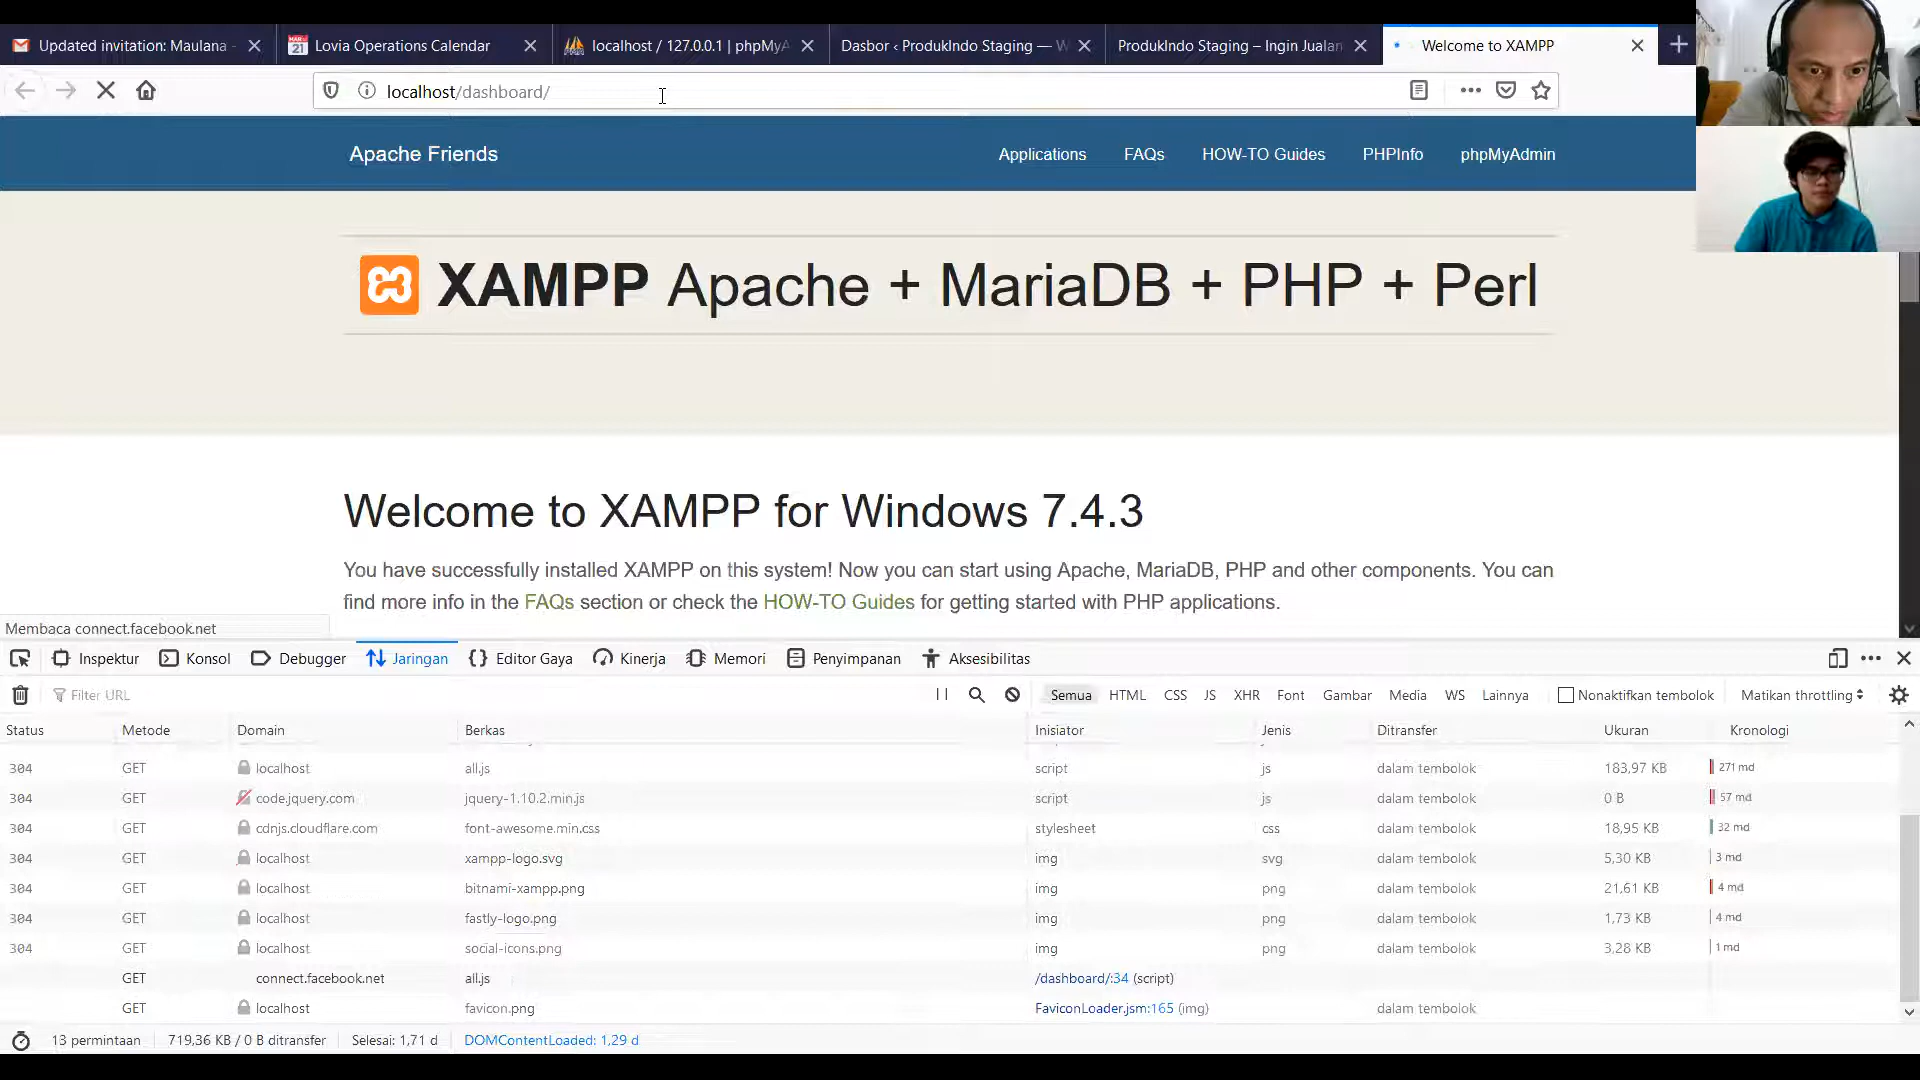 Updated invitation: Maulana -
Lovia Operations Calendar
localhost / 127.0.0.1 | phpMyA
Dasbor ‹ ProdukIndo Staging — W
ProdukIndo Staging – Ingin Jualan
Welcome to XAMPP
localhost/dashboard/
Apache Friends
Applications
FAQs
HOW-TO Guides
PHPInfo
phpMyAdmin
XAMPP Apache + MariaDB + PHP + Perl
Welcome to XAMPP for Windows 7.4.3
You have successfully installed XAMPP on this system! Now you can start using Apache, MariaDB, PHP and other components. You can
find more info in the FAQs section or check the HOW-TO Guides for getting started with PHP applications.
Membaca connect.facebook.net
Inspektur Konsol Debugger Jaringan Editor Gaya Kinerja Memori Penyimpanan Aksesibilitas
Filter URL Semua HTML CSS JS XHR Font Gambar Media WS Lainnya Nonaktifkan tembolok Matikan throttling
Status Metode Domain Berkas Inisiator Jenis Ditransfer Ukuran Kronologi
304 GET localhost all.js script js dalam tembolok 183,97 KB 271 md
304 GET code.jquery.com jquery-1.10.2.min.js script js dalam tembolok 0 B 57 md
304 GET cdnjs.cloudflare.com font-awesome.min.css stylesheet css dalam tembolok 18,95 KB 32 md
304 GET localhost xampp-logo.svg img svg dalam tembolok 5,30 KB 3 md
304 GET localhost bitnami-xampp.png img png dalam tembolok 21,61 KB 4 md
304 GET localhost fastly-logo.png img png dalam tembolok 1,73 KB 4 md
304 GET localhost social-icons.png img png dalam tembolok 3,28 KB 1 md
GET connect.facebook.net all.js /dashboard/:34 (script)
GET localhost favicon.png FaviconLoader.jsm:165 (img) dalam tembolok
13 permintaan 719,36 KB / 0 B ditransfer Selesai: 1,71 d DOMContentLoaded: 1,29 d